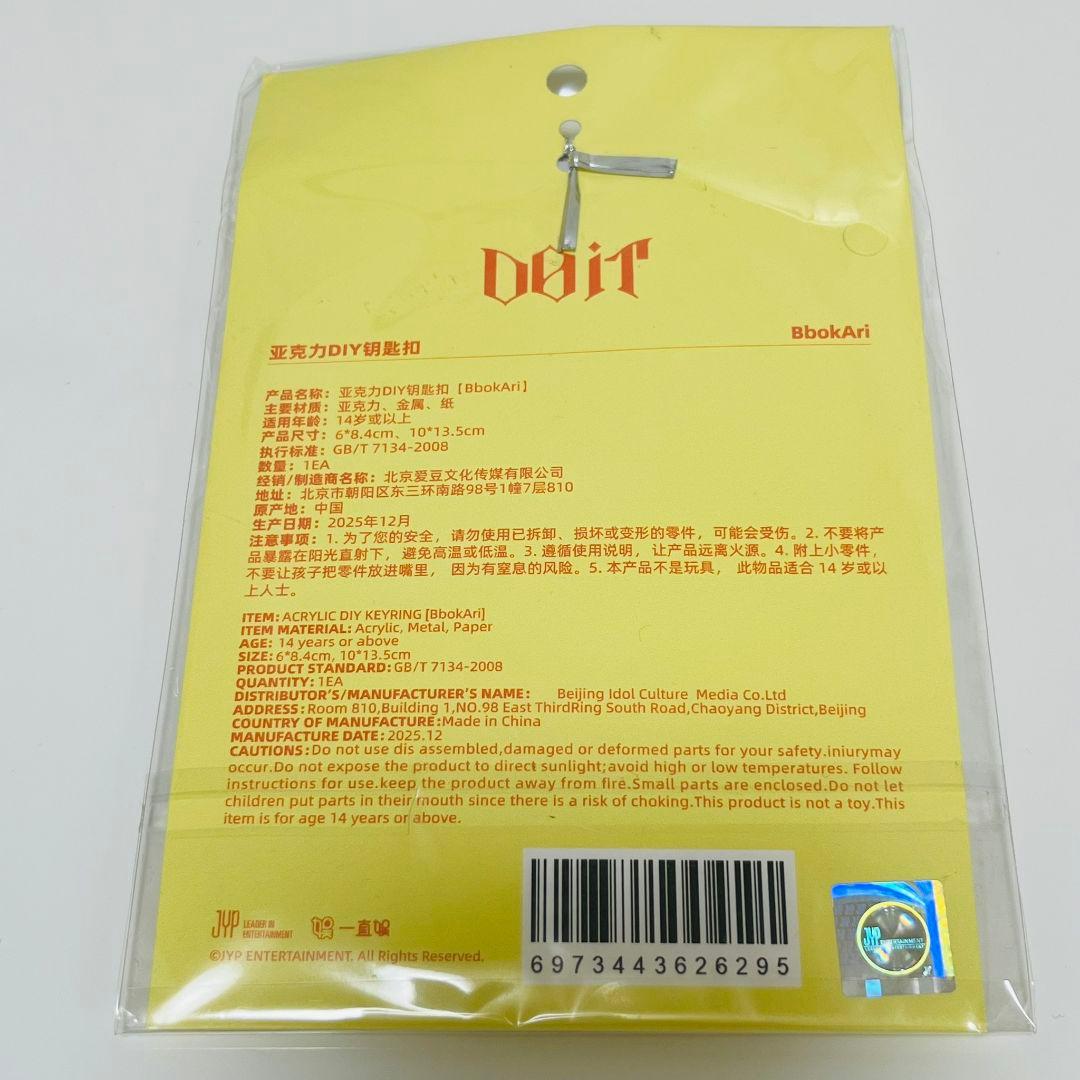 DO iT
亚克力DIY钥匙扣
BbokAri
产品名称：亚克力DIY钥匙扣【BbokAri】
主要材质：亚克力、金属、纸
适用年龄：14岁或以上
产品尺寸：6*8.4cm、10*13.5cm
执行标准：GB/T 7134-2008
数量：1EA
经销/制造商名称：北京爱豆文化传媒有限公司
地址：北京市朝阳区东三环南路98号1幢7层810
原产地：中国
生产日期：2025年12月
注意事项：1. 为了您的安全，请勿使用已拆卸、损坏或变形的零件，可能会受伤。2. 不要将产
品暴露在阳光直射下，避免高温或低温。3. 遵循使用说明，让产品远离火源。4. 附上小零件，
不要让孩子把零件放进嘴里，因为有窒息的风险。5. 本产品不是玩具，此物品适合 14 岁或以
上人士。
ITEM: ACRYLIC DIY KEYRING [BbokAri]
ITEM MATERIAL: Acrylic, Metal, Paper
AGE: 14 years or above
SIZE: 6*8.4cm, 10*13.5cm
PRODUCT STANDARD: GB/T 7134-2008
QUANTITY: 1EA
DISTRIBUTOR'S/MANUFACTURER'S NAME: Beijing Idol Culture Media Co.Ltd
ADDRESS: Room 810,Building 1,NO.98 East ThirdRing South Road,Chaoyang District,Beijing
COUNTRY OF MANUFACTURE:Made in China
MANUFACTURE DATE: 2025.12
CAUTIONS: Do not use dis assembled,damaged or deformed parts for your safety.iniurymay
occur.Do not expose the product to direct sunlight;avoid high or low temperatures. Follow
instructions for use.keep the product away from fire.Small parts are enclosed.Do not let
children put parts in their mouth since there is a risk of choking.This product is not a toy.This
item is for age 14 years or above.
JYP LEADER IN
ENTERTAINMENT
一直娱
©JYP ENTERTAINMENT. All Rights Reserved.
6973443626295
JYP ENTERTAINMENT